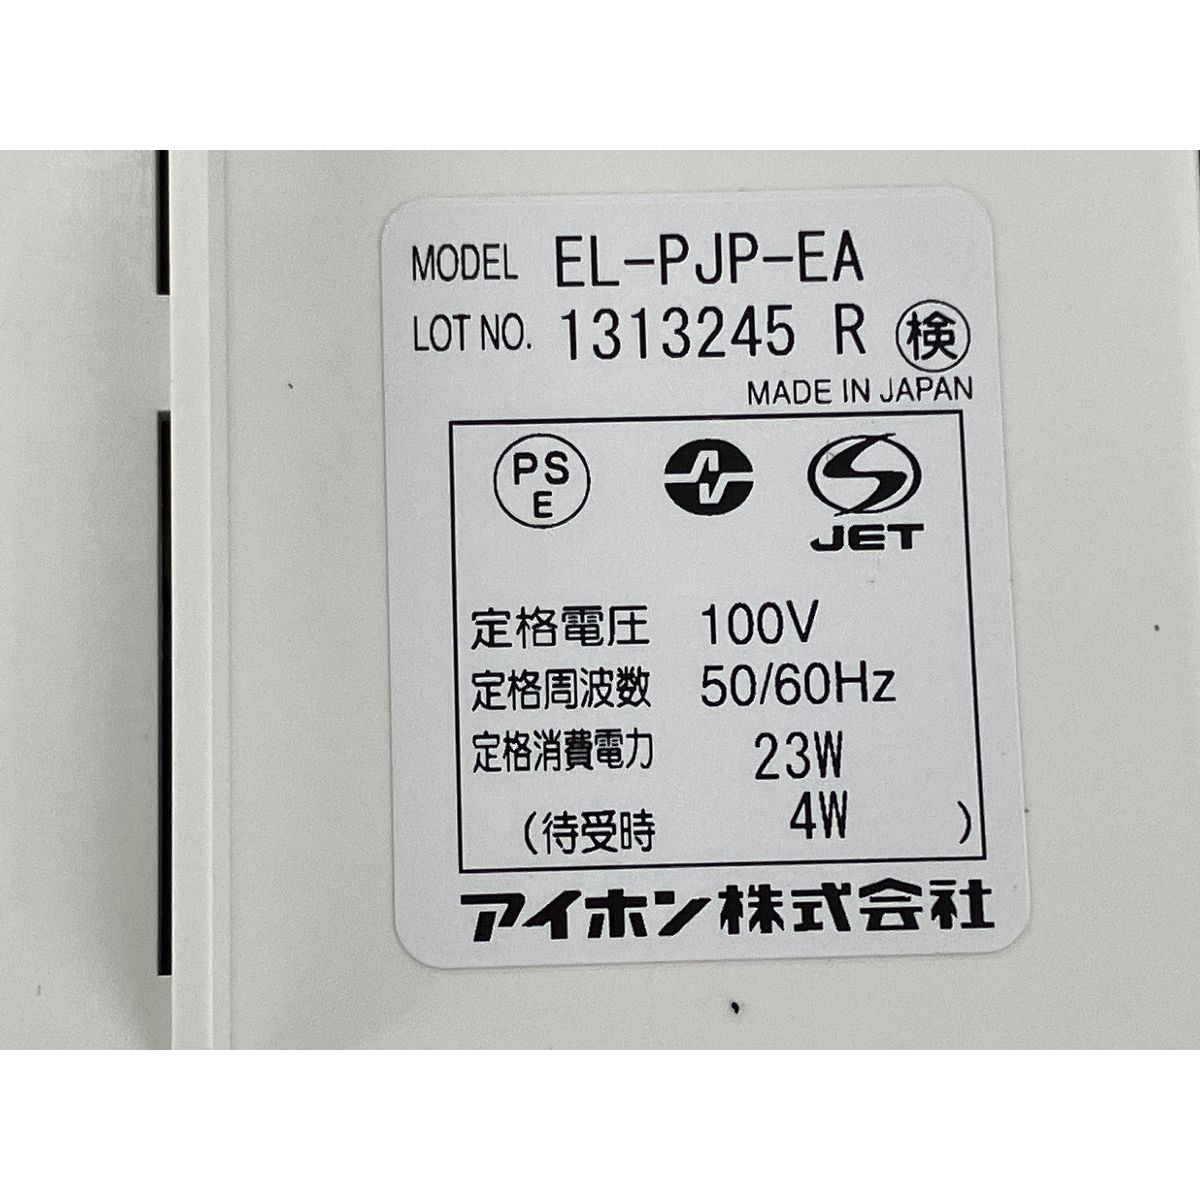 MODEL EL-PJP-EA
LOT NO. 1313245 R 検
MADE IN JAPAN
PS
E
JET
定格電圧 100V
定格周波数 50/60Hz
定格消費電力 23W
(待受時 4W )
アイホン株式会社